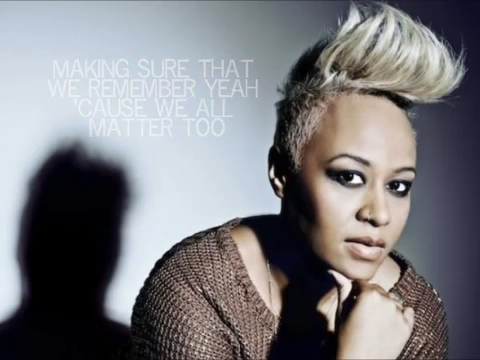 MAKING SURE THAT
WE REMEMBER YEAH
'CAUSE WE ALL
MATTER TOO